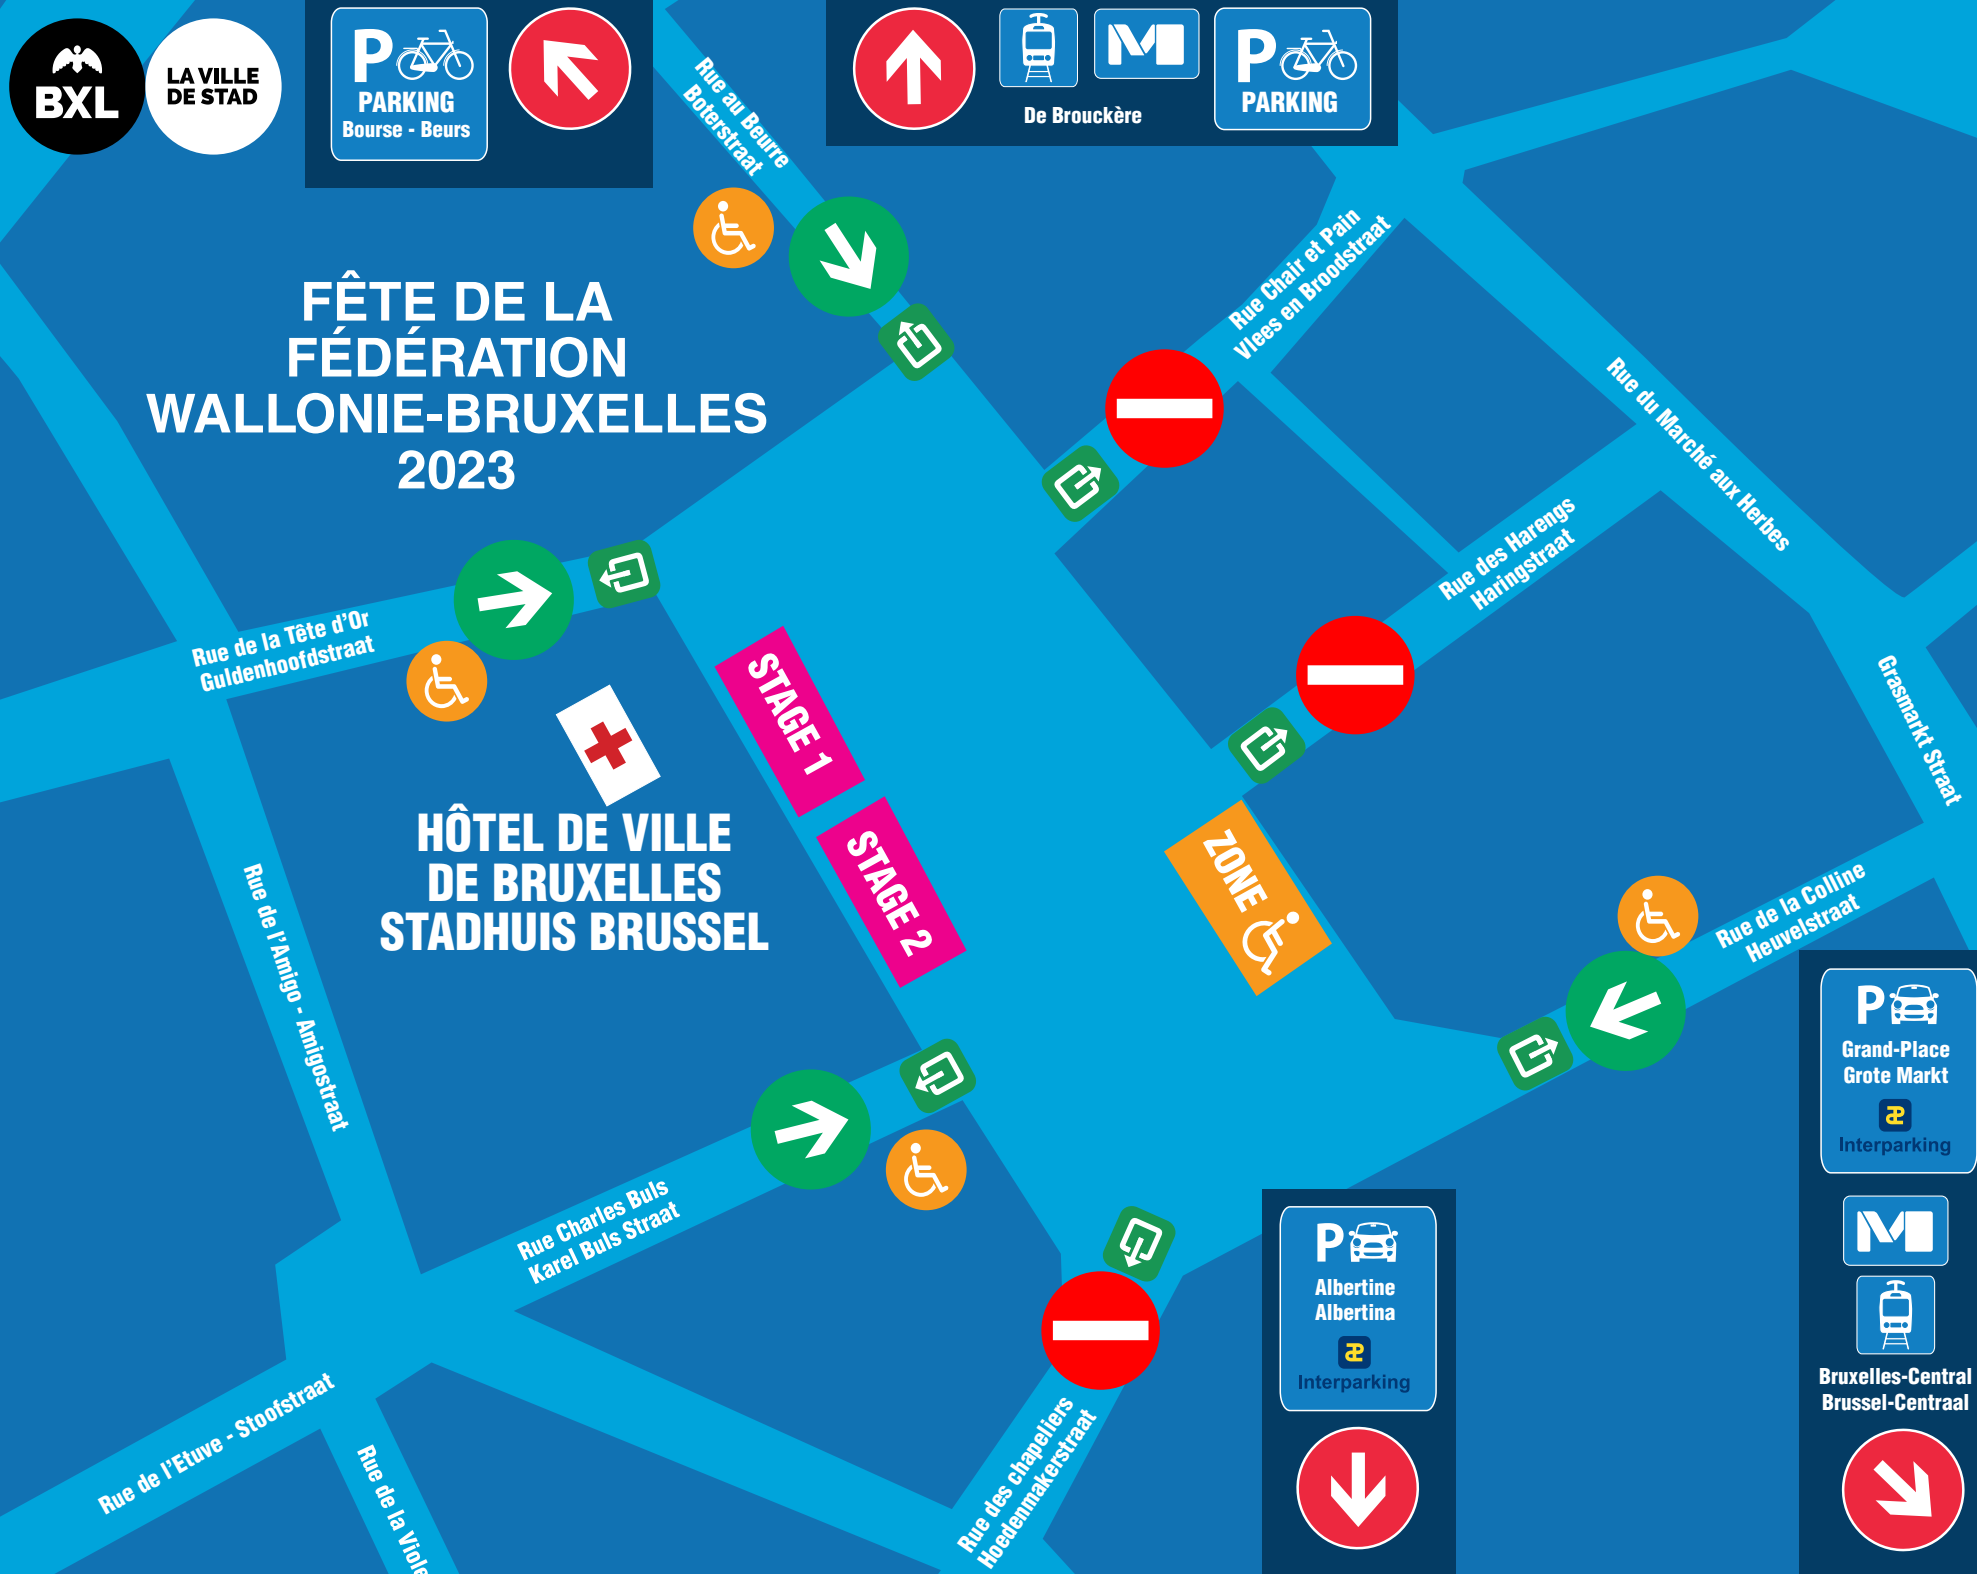 BXL
LA VILLE
DE STAD
P
PARKING
Bourse - Beurs
Rue au Beurre
Boterstraat
M
De Brouckère
P
PARKING
FÊTE DE LA
FÉDÉRATION
WALLONIE-BRUXELLES
2023
Rue Chair et Pain
Vlees en Broodstraat
Rue du Marché aux Herbes
Rue des Harengs
Haringstraat
Rue de la Tête d'Or
Guldenhoofdstraat
STAGE 1
STAGE 2
HÔTEL DE VILLE
DE BRUXELLES
STADHUIS BRUSSEL
ZONE
Grasmarkt Straat
Rue de la Colline
Heuvelstraat
Rue de l'Amigo - Amigostraat
P
Grand-Place
Grote Markt
Interparking
M
Bruxelles-Central
Brussel-Centraal
Rue Charles Buls
Karel Buls Straat
P
Albertine
Albertina
Interparking
Rue de l'Etuve - Stoofstraat
Rue de la Viole
Rue des chapeliers
Hoedenmakerstraat